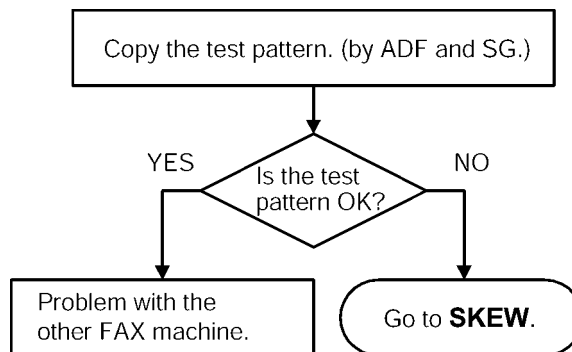 Copy the test pattern. (by ADF and SG.)
YES
NO
Is the test
pattern OK?
Problem with the
other FAX machine.
Go to SKEW.